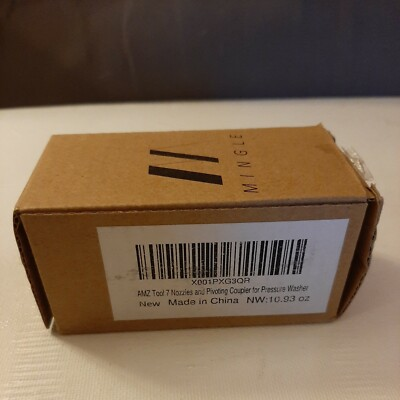 MINGLE
X001PXG3QR
AMZ Tool 7 Nozzles and Pivoting Coupler for Pressure Washer
New Made in China NW:10.93 oz